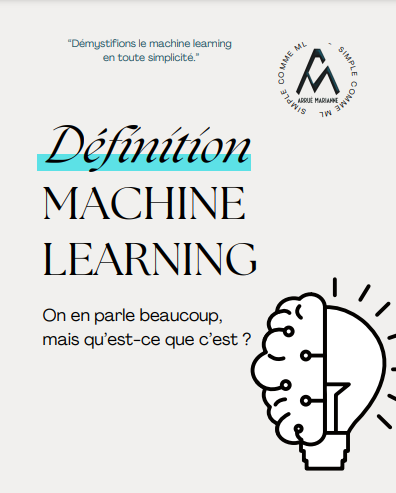 “Démystifions le machine learning
en toute simplicité.”
SIMPLE COMME ML SIMPLE COMME ML
ARRUE MARIANNE
Définition
MACHINE
LEARNING
On en parle beaucoup,
mais qu’est-ce que c’est ?